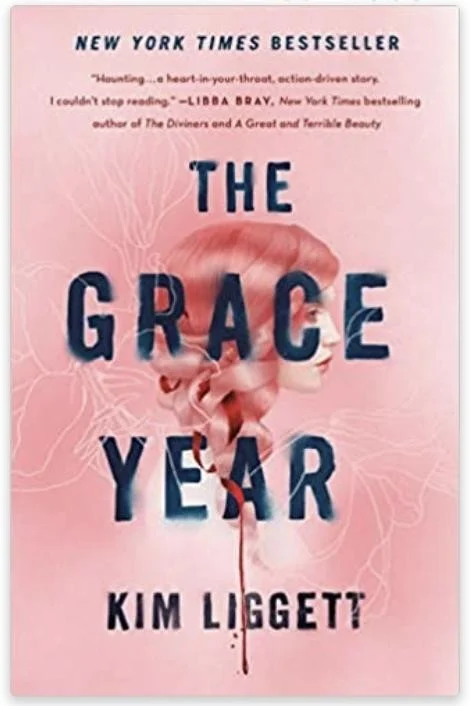 NEW YORK TIMES BESTSELLER
"Haunting...a heart-in-your-throat, action-driven story.
I couldn't stop reading." —LIBBA BRAY, New York Times bestselling
author of The Diviners and A Great and Terrible Beauty
THE
GRACE
YEAR
KIM LIGGETT